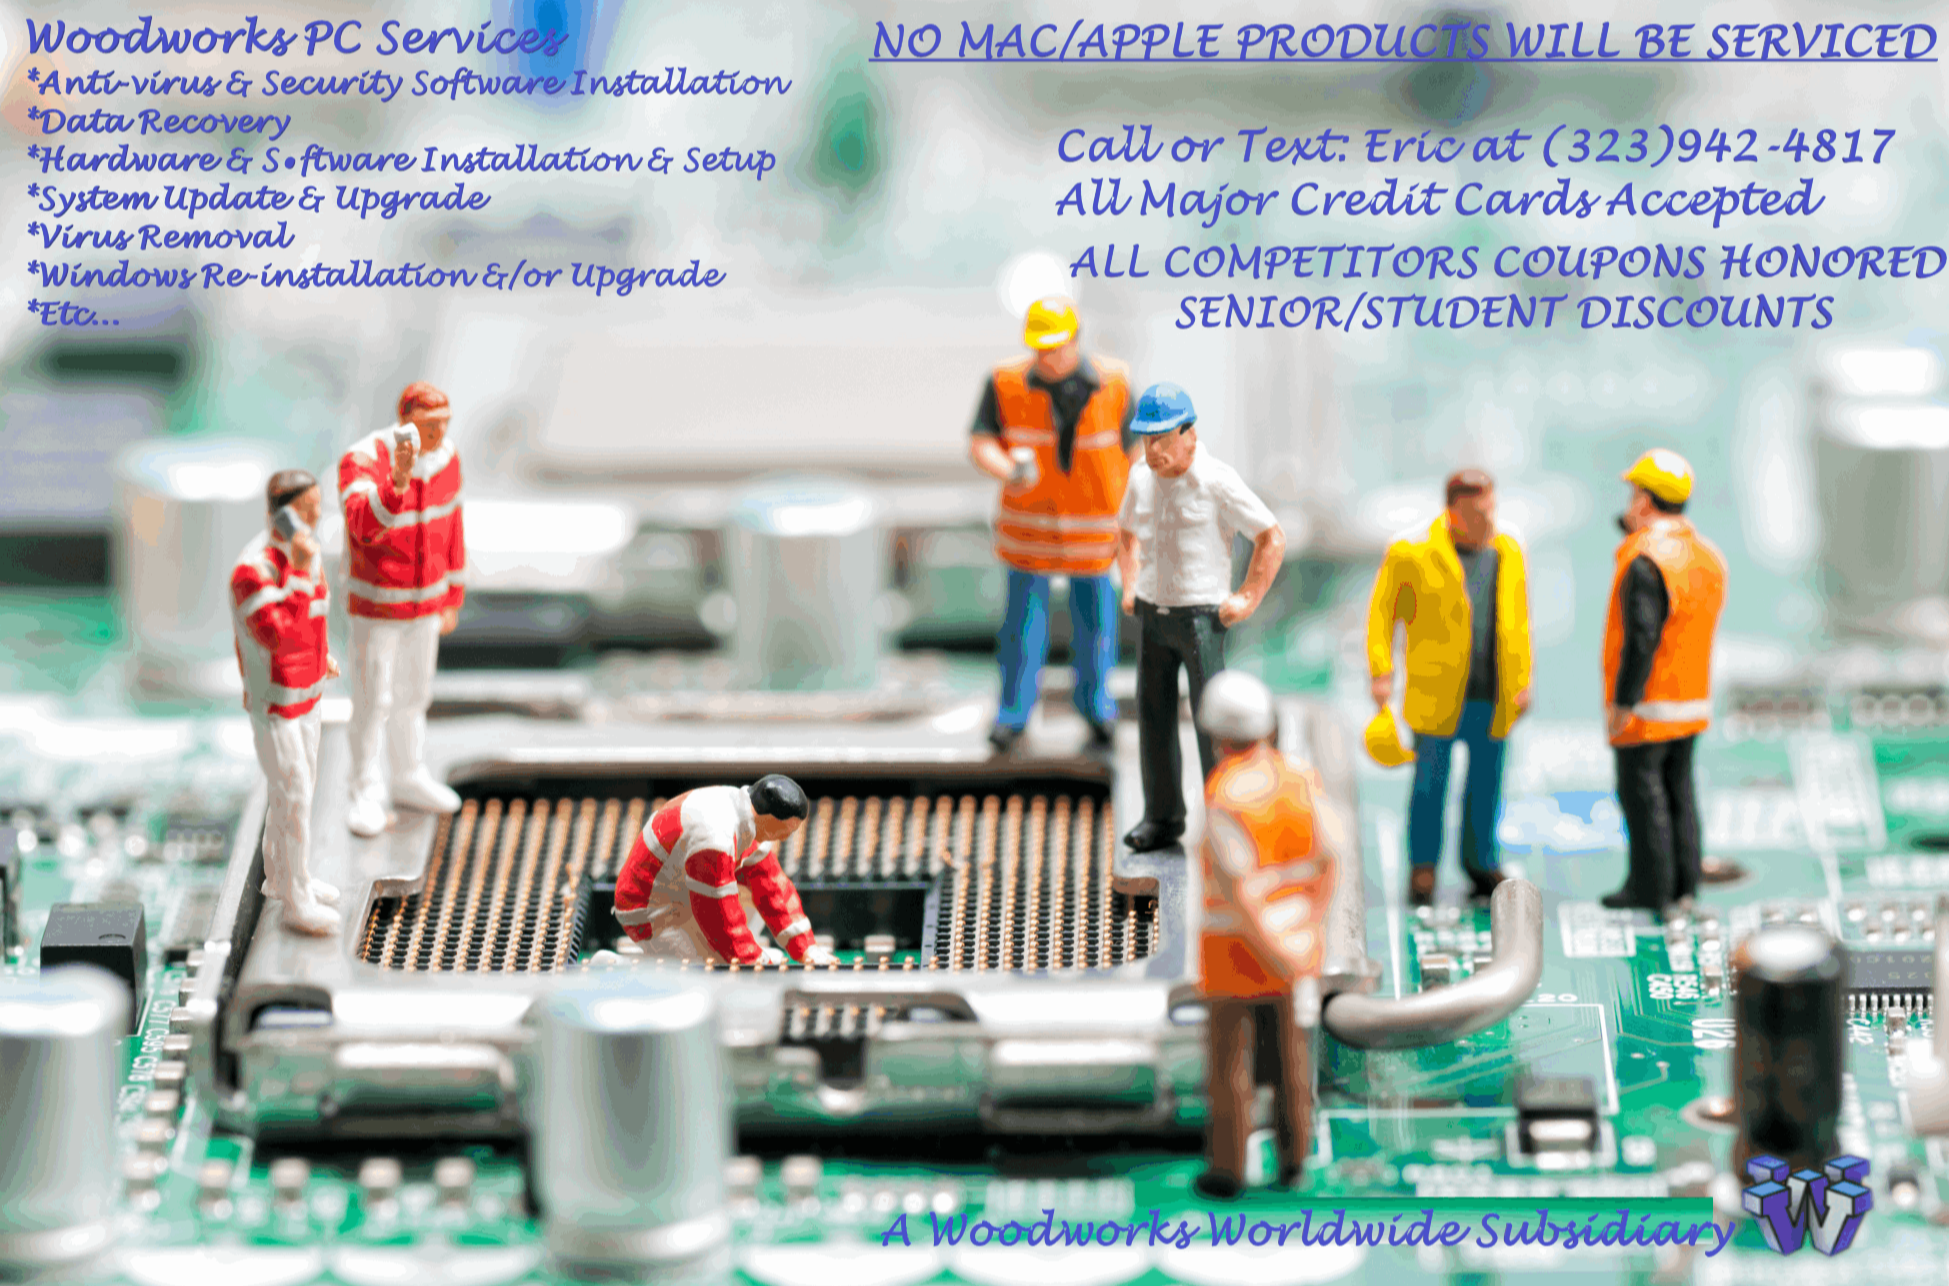 Woodworks PC Services
*Anti-virus & Security Software Installation
*Data Recovery
*Hardware & S•ftware Installation & Setup
*System Update & Upgrade
*Virus Removal
*Windows Re-installation &/or Upgrade
*Etc...
NO MAC/APPLE PRODUCTS WILL BE SERVICED
Call or Text: Eric at (323)942-4817
All Major Credit Cards Accepted
ALL COMPETITORS COUPONS HONORED
SENIOR/STUDENT DISCOUNTS
A Woodworks Worldwide Subsidiary
W